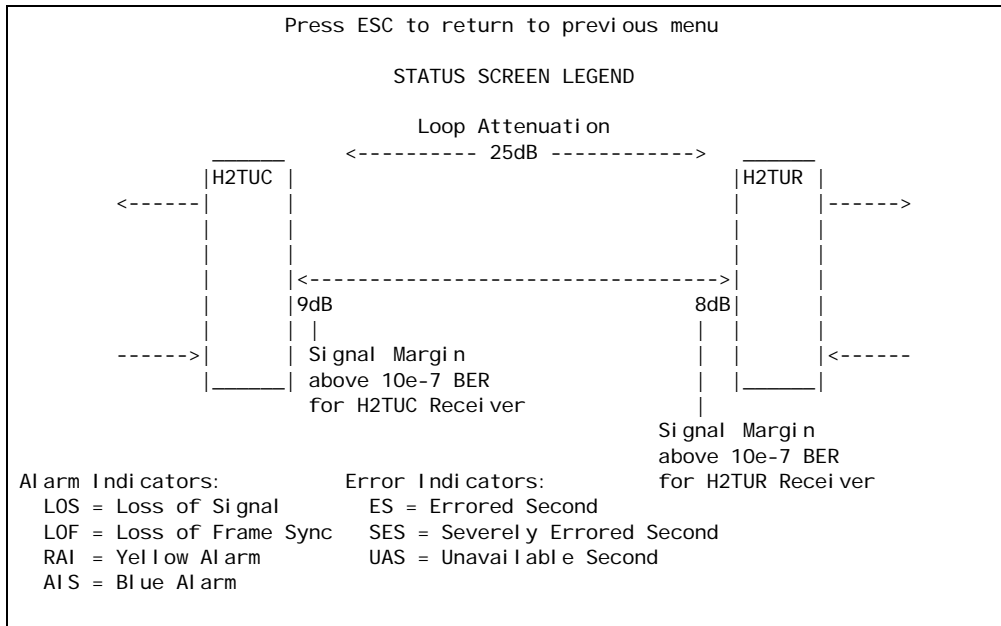 Press ESC to return to previous menu
STATUS SCREEN LEGEND
Loop Attenuation
<---------- 25dB ------------>
|H2TUC | |H2TUR |
<------| | | |------>
|<----------------------------------->|
|9dB 8dB|
------>| | Signal Margin | | |<------
|______| above 10e-7 BER | |______|
for H2TUC Receiver |
Signal Margin
above 10e-7 BER
Alarm Indicators: Error Indicators: for H2TUR Receiver
LOS = Loss of Signal ES = Errored Second
LOF = Loss of Frame Sync SES = Severely Errored Second
RAI = Yellow Alarm UAS = Unavailable Second
AIS = Blue Alarm